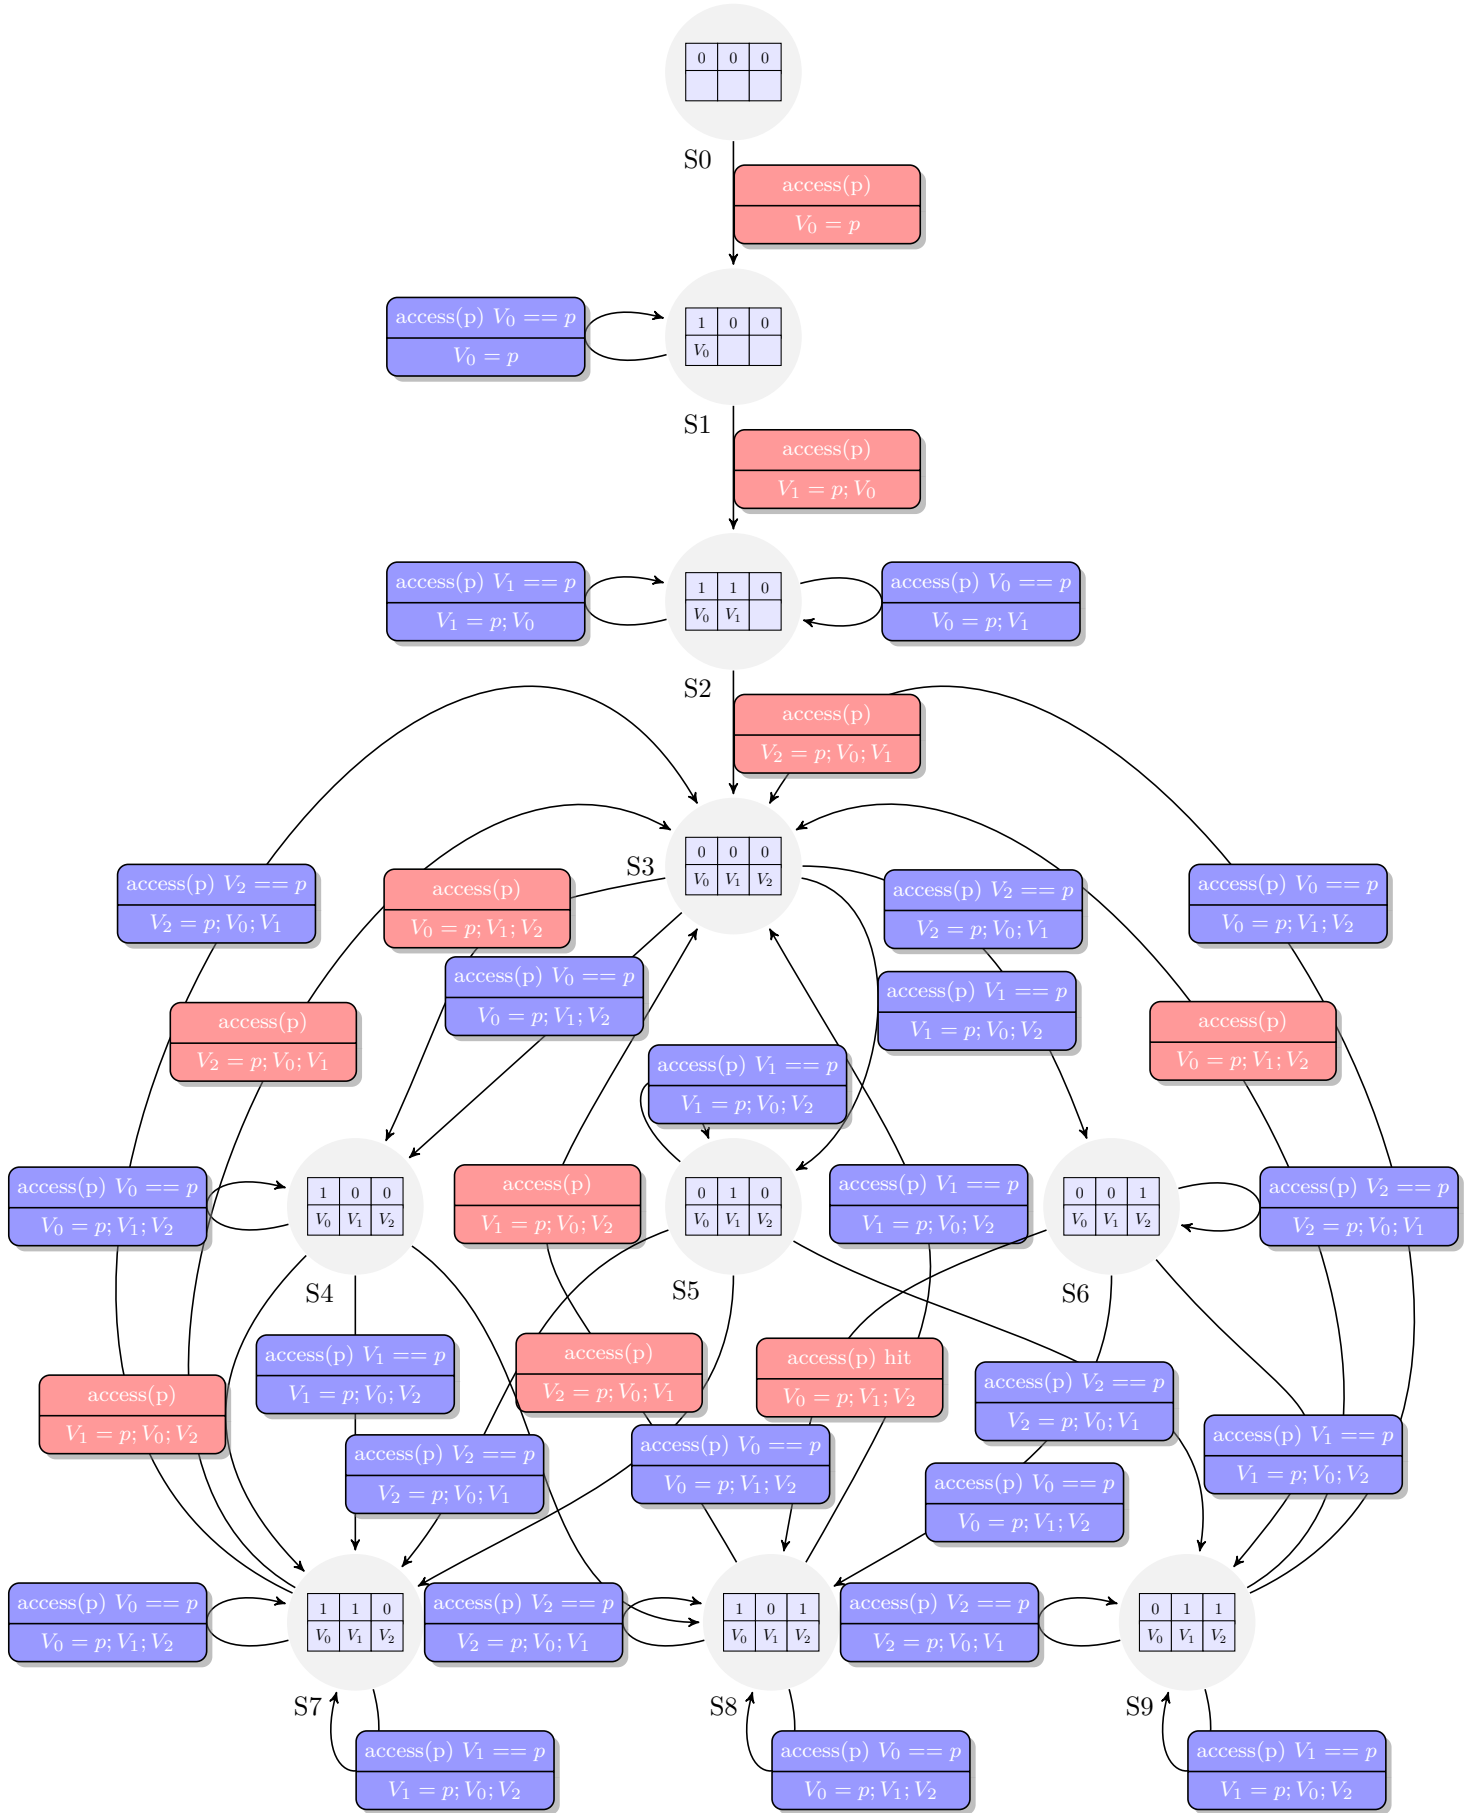 0 0 0
S0
access(p)
V₀ = p
access(p) V₀ == p
V₀ = p
1 0 0
V₀
S1
access(p)
V₁ = p; V₀
access(p) V₁ == p
V₁ = p; V₀
1 1 0
V₀ V₁
access(p) V₀ == p
V₀ = p; V₁
S2
access(p)
V₂ = p; V₀; V₁
S3
0 0 0
V₀ V₁ V₂
access(p) V₂ == p
V₂ = p; V₀; V₁
access(p)
V₀ = p; V₁; V₂
access(p) V₂ == p
V₂ = p; V₀; V₁
access(p) V₀ == p
V₀ = p; V₁; V₂
access(p) V₀ == p
V₀ = p; V₁; V₂
access(p) V₁ == p
V₁ = p; V₀; V₂
access(p)
V₂ = p; V₀; V₁
access(p)
V₀ = p; V₁; V₂
access(p) V₁ == p
V₁ = p; V₀; V₂
access(p) V₀ == p
V₀ = p; V₁; V₂
1 0 0
V₀ V₁ V₂
S4
access(p)
V₁ = p; V₀; V₂
0 1 0
V₀ V₁ V₂
S5
access(p) V₁ == p
V₁ = p; V₀; V₂
0 0 1
V₀ V₁ V₂
S6
access(p) V₂ == p
V₂ = p; V₀; V₁
access(p)
V₁ = p; V₀; V₂
access(p) V₁ == p
V₁ = p; V₀; V₂
access(p)
V₂ = p; V₀; V₁
access(p) hit
V₀ = p; V₁; V₂
access(p) V₂ == p
V₂ = p; V₀; V₁
access(p) V₁ == p
V₁ = p; V₀; V₂
access(p) V₂ == p
V₂ = p; V₀; V₁
access(p) V₀ == p
V₀ = p; V₁; V₂
access(p) V₀ == p
V₀ = p; V₁; V₂
access(p) V₀ == p
V₀ = p; V₁; V₂
1 1 0
V₀ V₁ V₂
S7
access(p) V₂ == p
V₂ = p; V₀; V₁
1 0 1
V₀ V₁ V₂
S8
access(p) V₂ == p
V₂ = p; V₀; V₁
0 1 1
V₀ V₁ V₂
S9
access(p) V₁ == p
V₁ = p; V₀; V₂
access(p) V₀ == p
V₀ = p; V₁; V₂
access(p) V₁ == p
V₁ = p; V₀; V₂